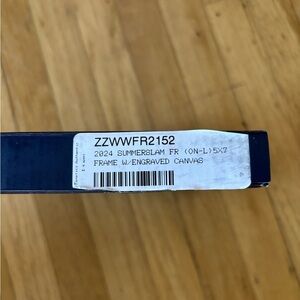 ZZWWFR2152
2024 SUMMERSLAM FR (ON-L)5X7
FRAME W/ENGRAVED CANVAS